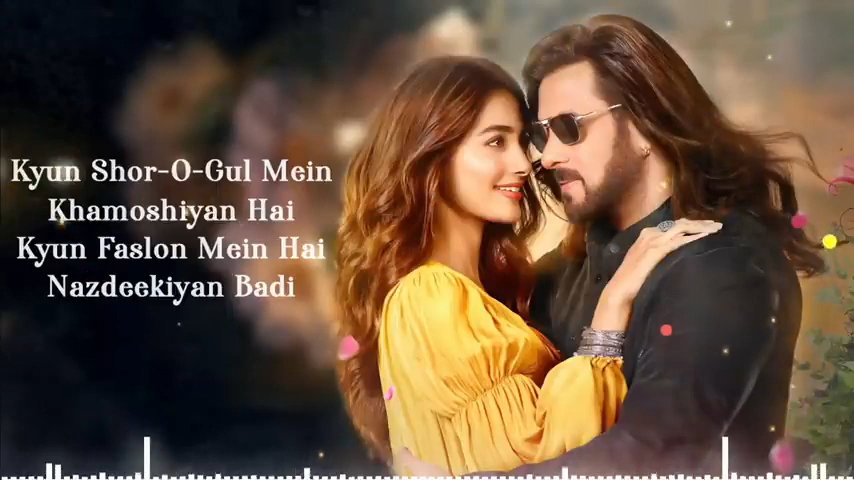 Kyun Shor-O-Gul Mein
Khamoshiyan Hai
Kyun Faslon Mein Hai
Nazdeekiyan Badi